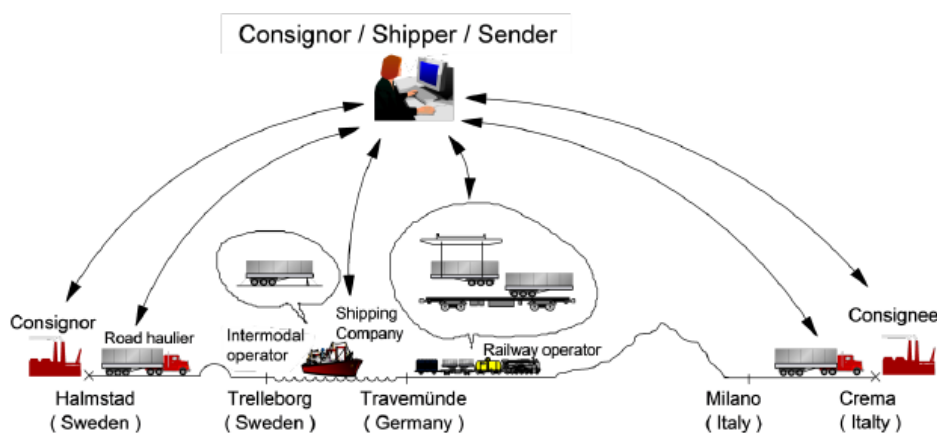 Consignor / Shipper / Sender
Consignor
Road haulier
Intermodal
operator
Shipping
Company
Railway operator
Consignee
Halmstad
( Sweden )
Trelleborg
( Sweden )
Travemünde
( Germany )
Milano
( Italy )
Crema
( Italty )